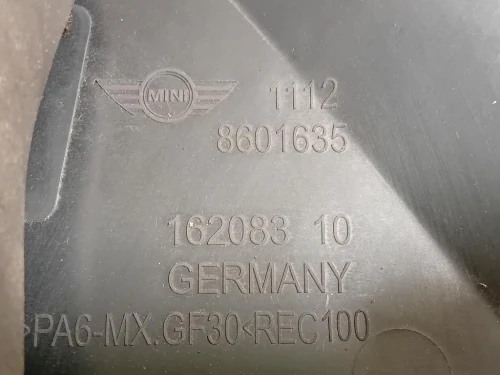 MINI 1112
8601635
162083 10
GERMANY
>PA6-MX.GF30<REC100